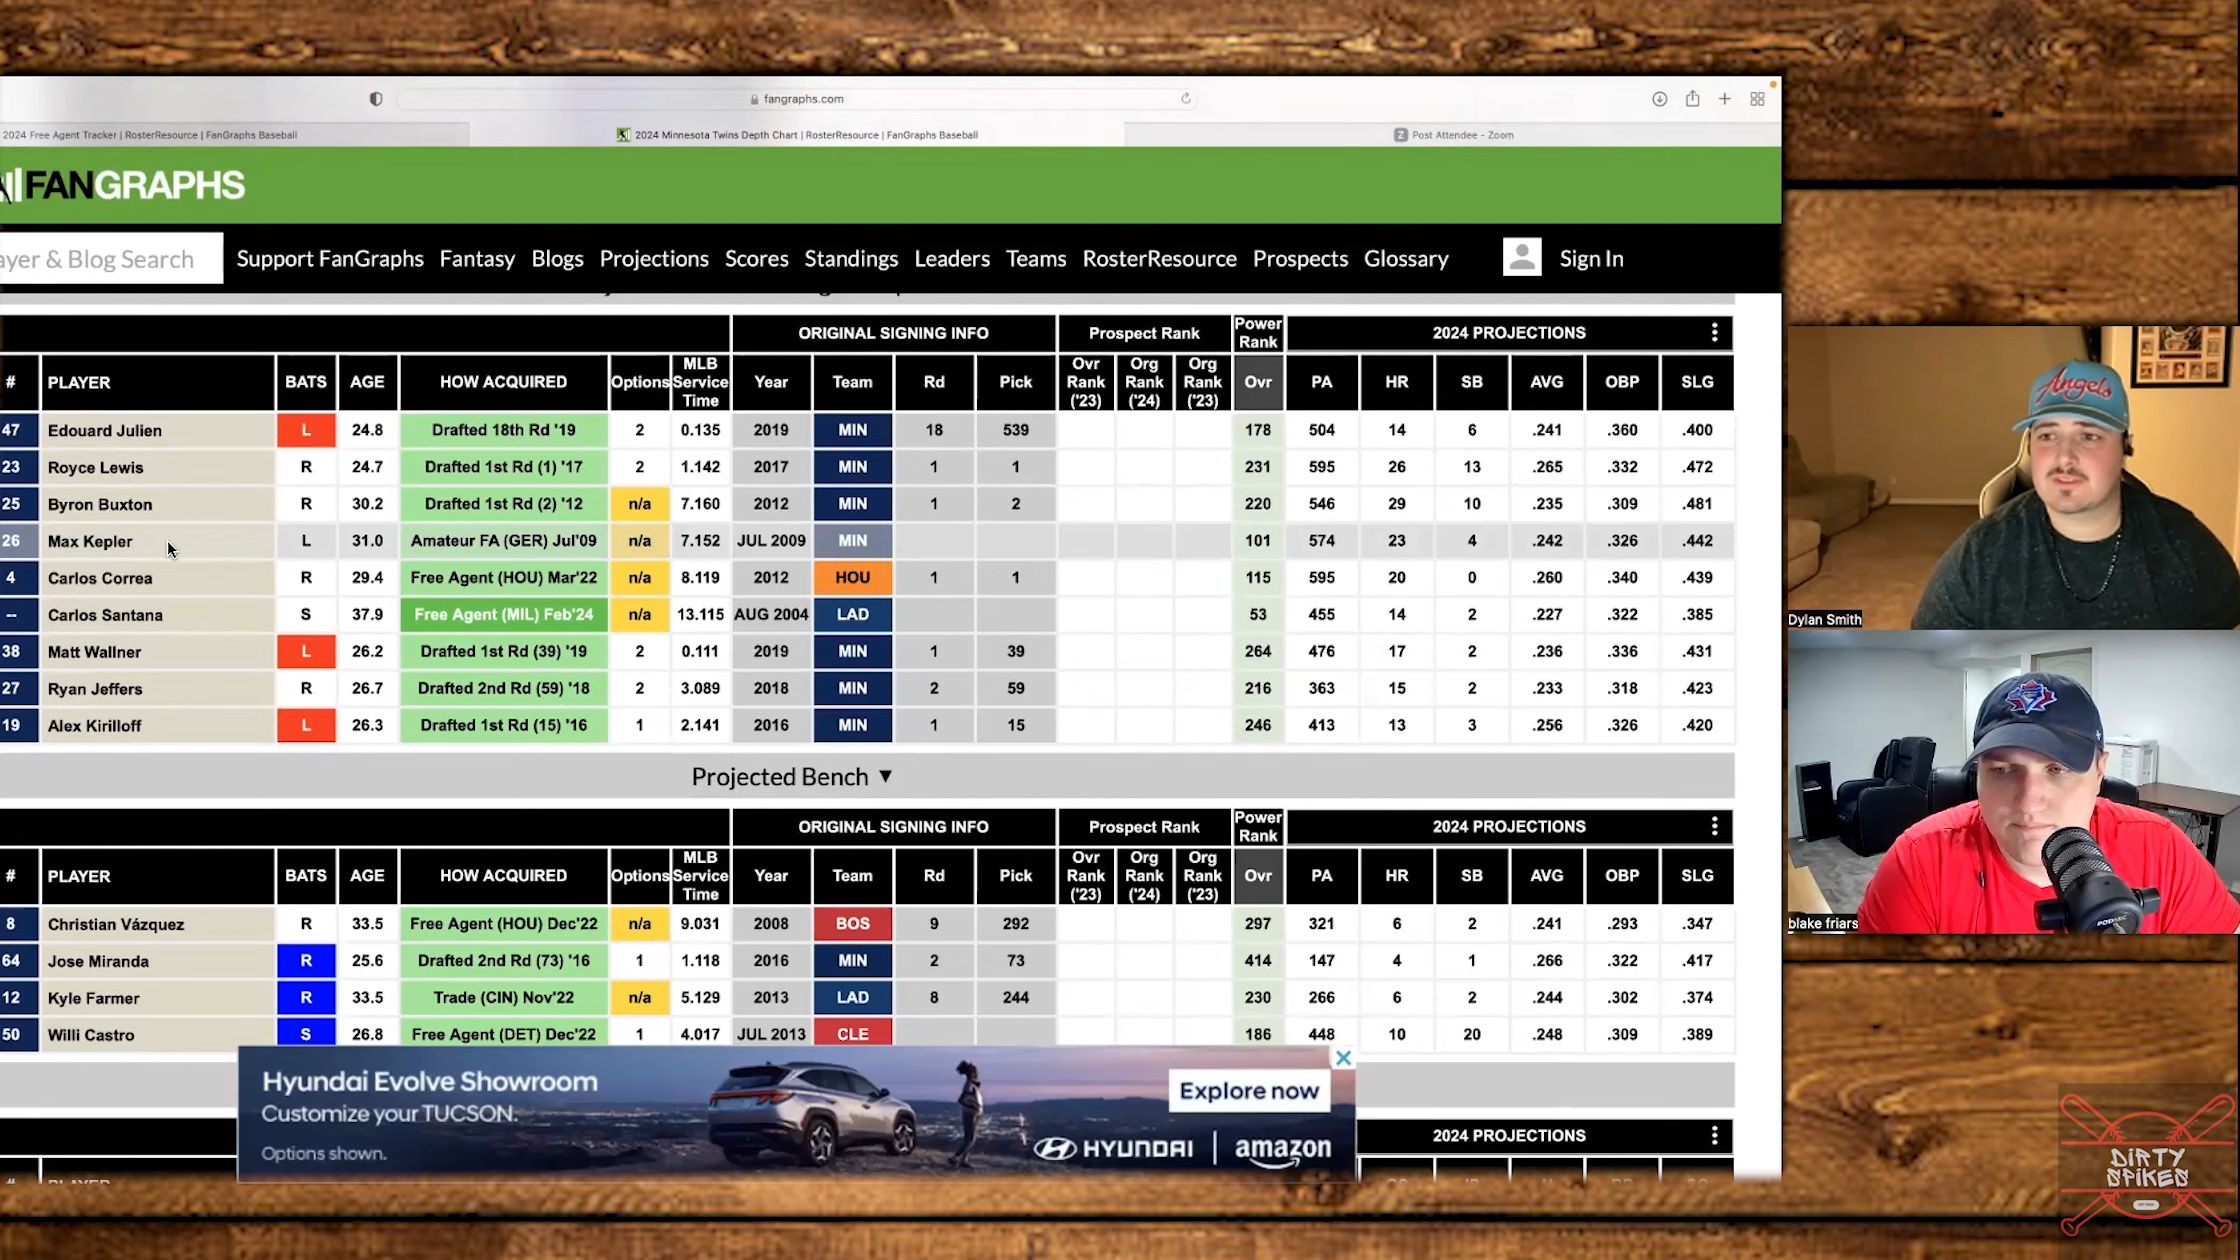 fangraphs.com
2024 Free Agent Tracker | RosterResource | FanGraphs Baseball
2024 Minnesota Twins Depth Chart | RosterResource | FanGraphs Baseball
Z Post Attendee - Zoom
FANGRAPHS
ayer & Blog Search Support FanGraphs Fantasy Blogs Projections Scores Standings Leaders Teams RosterResource Prospects Glossary Sign In
ORIGINAL SIGNING INFO Prospect Rank Power Rank 2024 PROJECTIONS
# PLAYER BATS AGE HOW ACQUIRED Options MLB Service Time Year Team Rd Pick Ovr Rank ('23) Org Rank ('24) Org Rank ('23) Ovr PA HR SB AVG OBP SLG
47 Edouard Julien L 24.8 Drafted 18th Rd '19 2 0.135 2019 MIN 18 539 178 504 14 6 .241 .360 .400
23 Royce Lewis R 24.7 Drafted 1st Rd (1) '17 2 1.142 2017 MIN 1 1 231 595 26 13 .265 .332 .472
25 Byron Buxton R 30.2 Drafted 1st Rd (2) '12 n/a 7.160 2012 MIN 1 2 220 546 29 10 .235 .309 .481
26 Max Kepler L 31.0 Amateur FA (GER) Jul'09 n/a 7.152 JUL 2009 MIN 101 574 23 4 .242 .326 .442
4 Carlos Correa R 29.4 Free Agent (HOU) Mar'22 n/a 8.119 2012 HOU 1 1 115 595 20 0 .260 .340 .439
-- Carlos Santana S 37.9 Free Agent (MIL) Feb'24 n/a 13.115 AUG 2004 LAD 53 455 14 2 .227 .322 .385
38 Matt Wallner L 26.2 Drafted 1st Rd (39) '19 2 0.111 2019 MIN 1 39 264 476 17 2 .236 .336 .431
27 Ryan Jeffers R 26.7 Drafted 2nd Rd (59) '18 2 3.089 2018 MIN 2 59 216 363 15 2 .233 .318 .423
19 Alex Kirilloff L 26.3 Drafted 1st Rd (15) '16 1 2.141 2016 MIN 1 15 246 413 13 3 .256 .326 .420
Projected Bench ▼
ORIGINAL SIGNING INFO Prospect Rank Power Rank 2024 PROJECTIONS
# PLAYER BATS AGE HOW ACQUIRED Options MLB Service Time Year Team Rd Pick Ovr Rank ('23) Org Rank ('24) Org Rank ('23) Ovr PA HR SB AVG OBP SLG
8 Christian Vázquez R 33.5 Free Agent (HOU) Dec'22 n/a 9.031 2008 BOS 9 292 297 321 6 2 .241 .293 .347
64 Jose Miranda R 25.6 Drafted 2nd Rd (73) '16 1 1.118 2016 MIN 2 73 414 147 4 1 .266 .322 .417
12 Kyle Farmer R 33.5 Trade (CIN) Nov'22 n/a 5.129 2013 LAD 8 244 230 266 6 2 .244 .302 .374
50 Willi Castro S 26.8 Free Agent (DET) Dec'22 1 4.017 JUL 2013 CLE 186 448 10 20 .248 .309 .389
Hyundai Evolve Showroom
Customize your TUCSON.
Options shown.
Explore now
HYUNDAI | amazon
2024 PROJECTIONS
Angels
Dylan Smith
blake friars
DIRTY
SPIKES